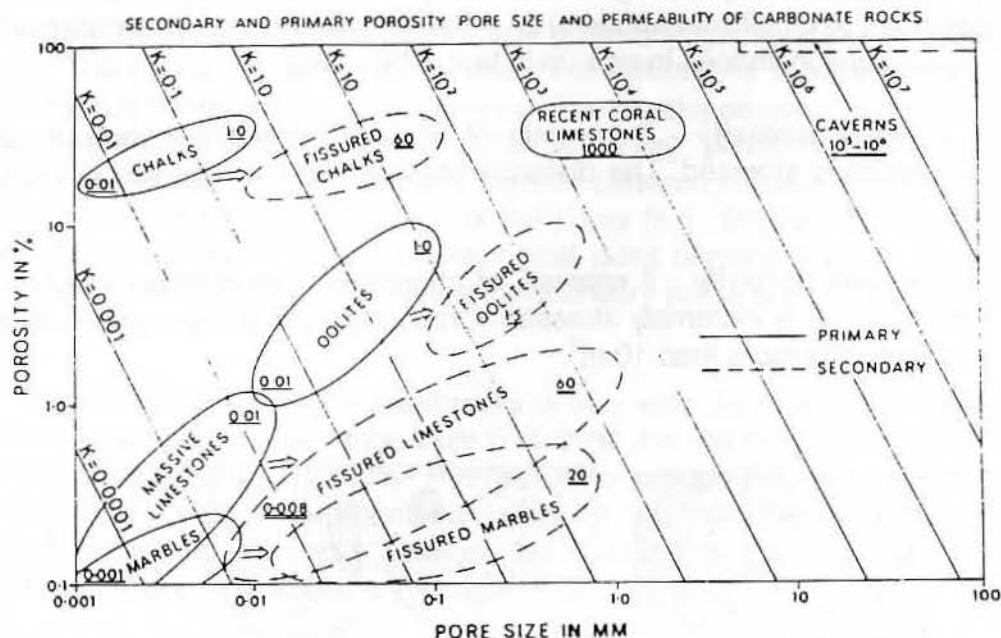 SECONDARY AND PRIMARY POROSITY PORE SIZE AND PERMEABILITY OF CARBONATE ROCKS
100
10
1·0
0·1
POROSITY IN %
K=0·001
K=0·1
K=10
K=10
K=10²
K=10³
K=10⁴
K=10⁵
K=10⁶
K=10⁷
K=0·001
K=0·0001
CHALKS
1·0
0·01
FISSURED
CHALKS
60
RECENT CORAL
LIMESTONES
1000
CAVERNS
10⁵-10⁶
OOLITES
1·0
0·01
FISSURED
OOLITES
PRIMARY
SECONDARY
MASSIVE
LIMESTONES
0·01
FISSURED LIMESTONES
60
0·008
MARBLES
0·001
FISSURED MARBLES
20
0·001
0·01
0·1
1·0
10
100
PORE SIZE IN MM